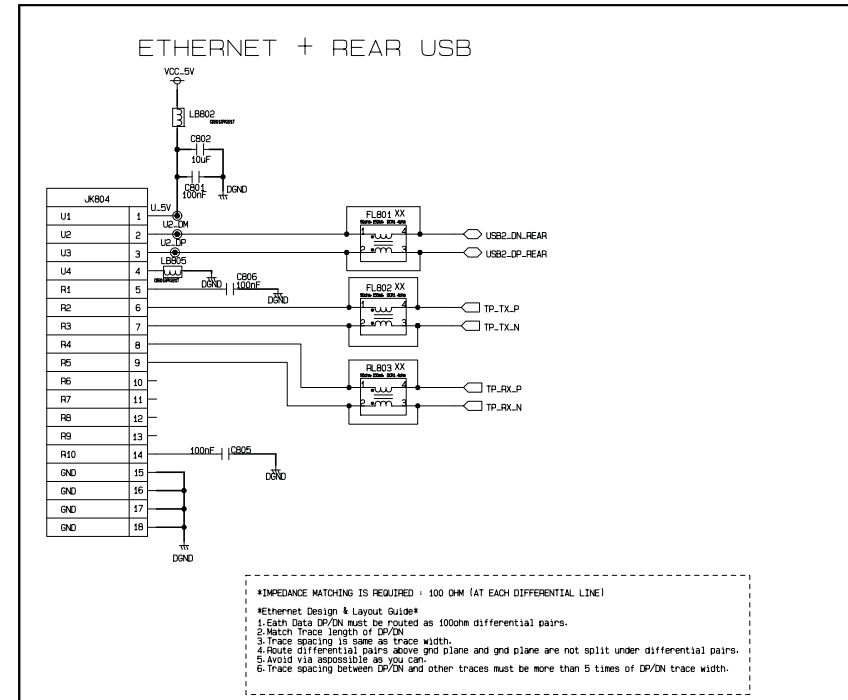 ETHERNET + REAR USB
VCC_5V
LB802
C802
10uF
C801
100nF
DGND
JK804
U1 1
U_5V
U2 2
U2_DM
U3 3
U2_DP
U4 4
LB805
DGND
R1 5
C806
100nF
DGND
R2 6
R3 7
R4 8
R5 9
R6 10
R7 11
R8 12
R9 13
R10 14
100nF C805
DGND
GND 15
GND 16
GND 17
GND 18
DGND
FL801 XX
1 4
2 3
USB2_DN_REAR
USB2_DP_REAR
FL802 XX
1 4
2 3
TP_TX_P
TP_TX_N
RL803 XX
1 4
2 3
TP_RX_P
TP_RX_N
*IMPEDANCE MATCHING IS REQUIRED : 100 OHM (AT EACH DIFFERENTIAL LINE)
*Ethernet Design & Layout Guide*
1.Eath Data DP/DN must be routed as 100ohm differential pairs.
2.Match Trace length of DP/DN
3.Trace spacing is same as trace width.
4.Route differential pairs above gnd plane and gnd plane are not split under differential pairs.
5.Avoid via aspossible as you can.
6.Trace spacing between DP/DN and other traces must be more than 5 times of DP/DN trace width.